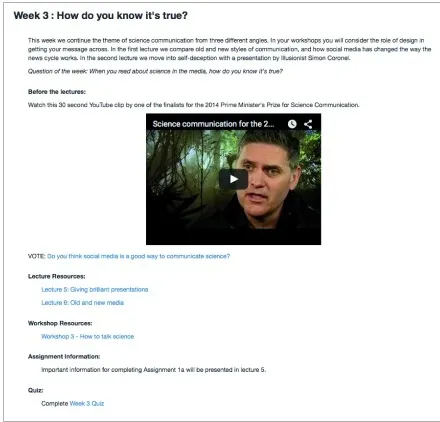 Week 3 : How do you know it's true?
This week we continue the theme of science communication from three different angles. In your workshops you will consider the role of design in
getting your message across. In the first lecture we compare old and new styles of communication, and how social media has changed the way the
news cycle works. In the second lecture we move into self-deception with a presentation by Illusionist Simon Coronel.
Question of the week: When you read about science in the media, how do you know it's true?
Before the lectures:
Watch this 30 second YouTube clip by one of the finalists for the 2014 Prime Minister's Prize for Science Communication.
Science communication for the 2...
VOTE: Do you think social media is a good way to communicate science?
Lecture Resources:
Lecture 5: Giving brilliant presentations
Lecture 6: Old and new media
Workshop Resources:
Workshop 3 - How to talk science
Assignment Information:
Important information for completing Assignment 1a will be presented in lecture 5.
Quiz:
Complete Week 3 Quiz